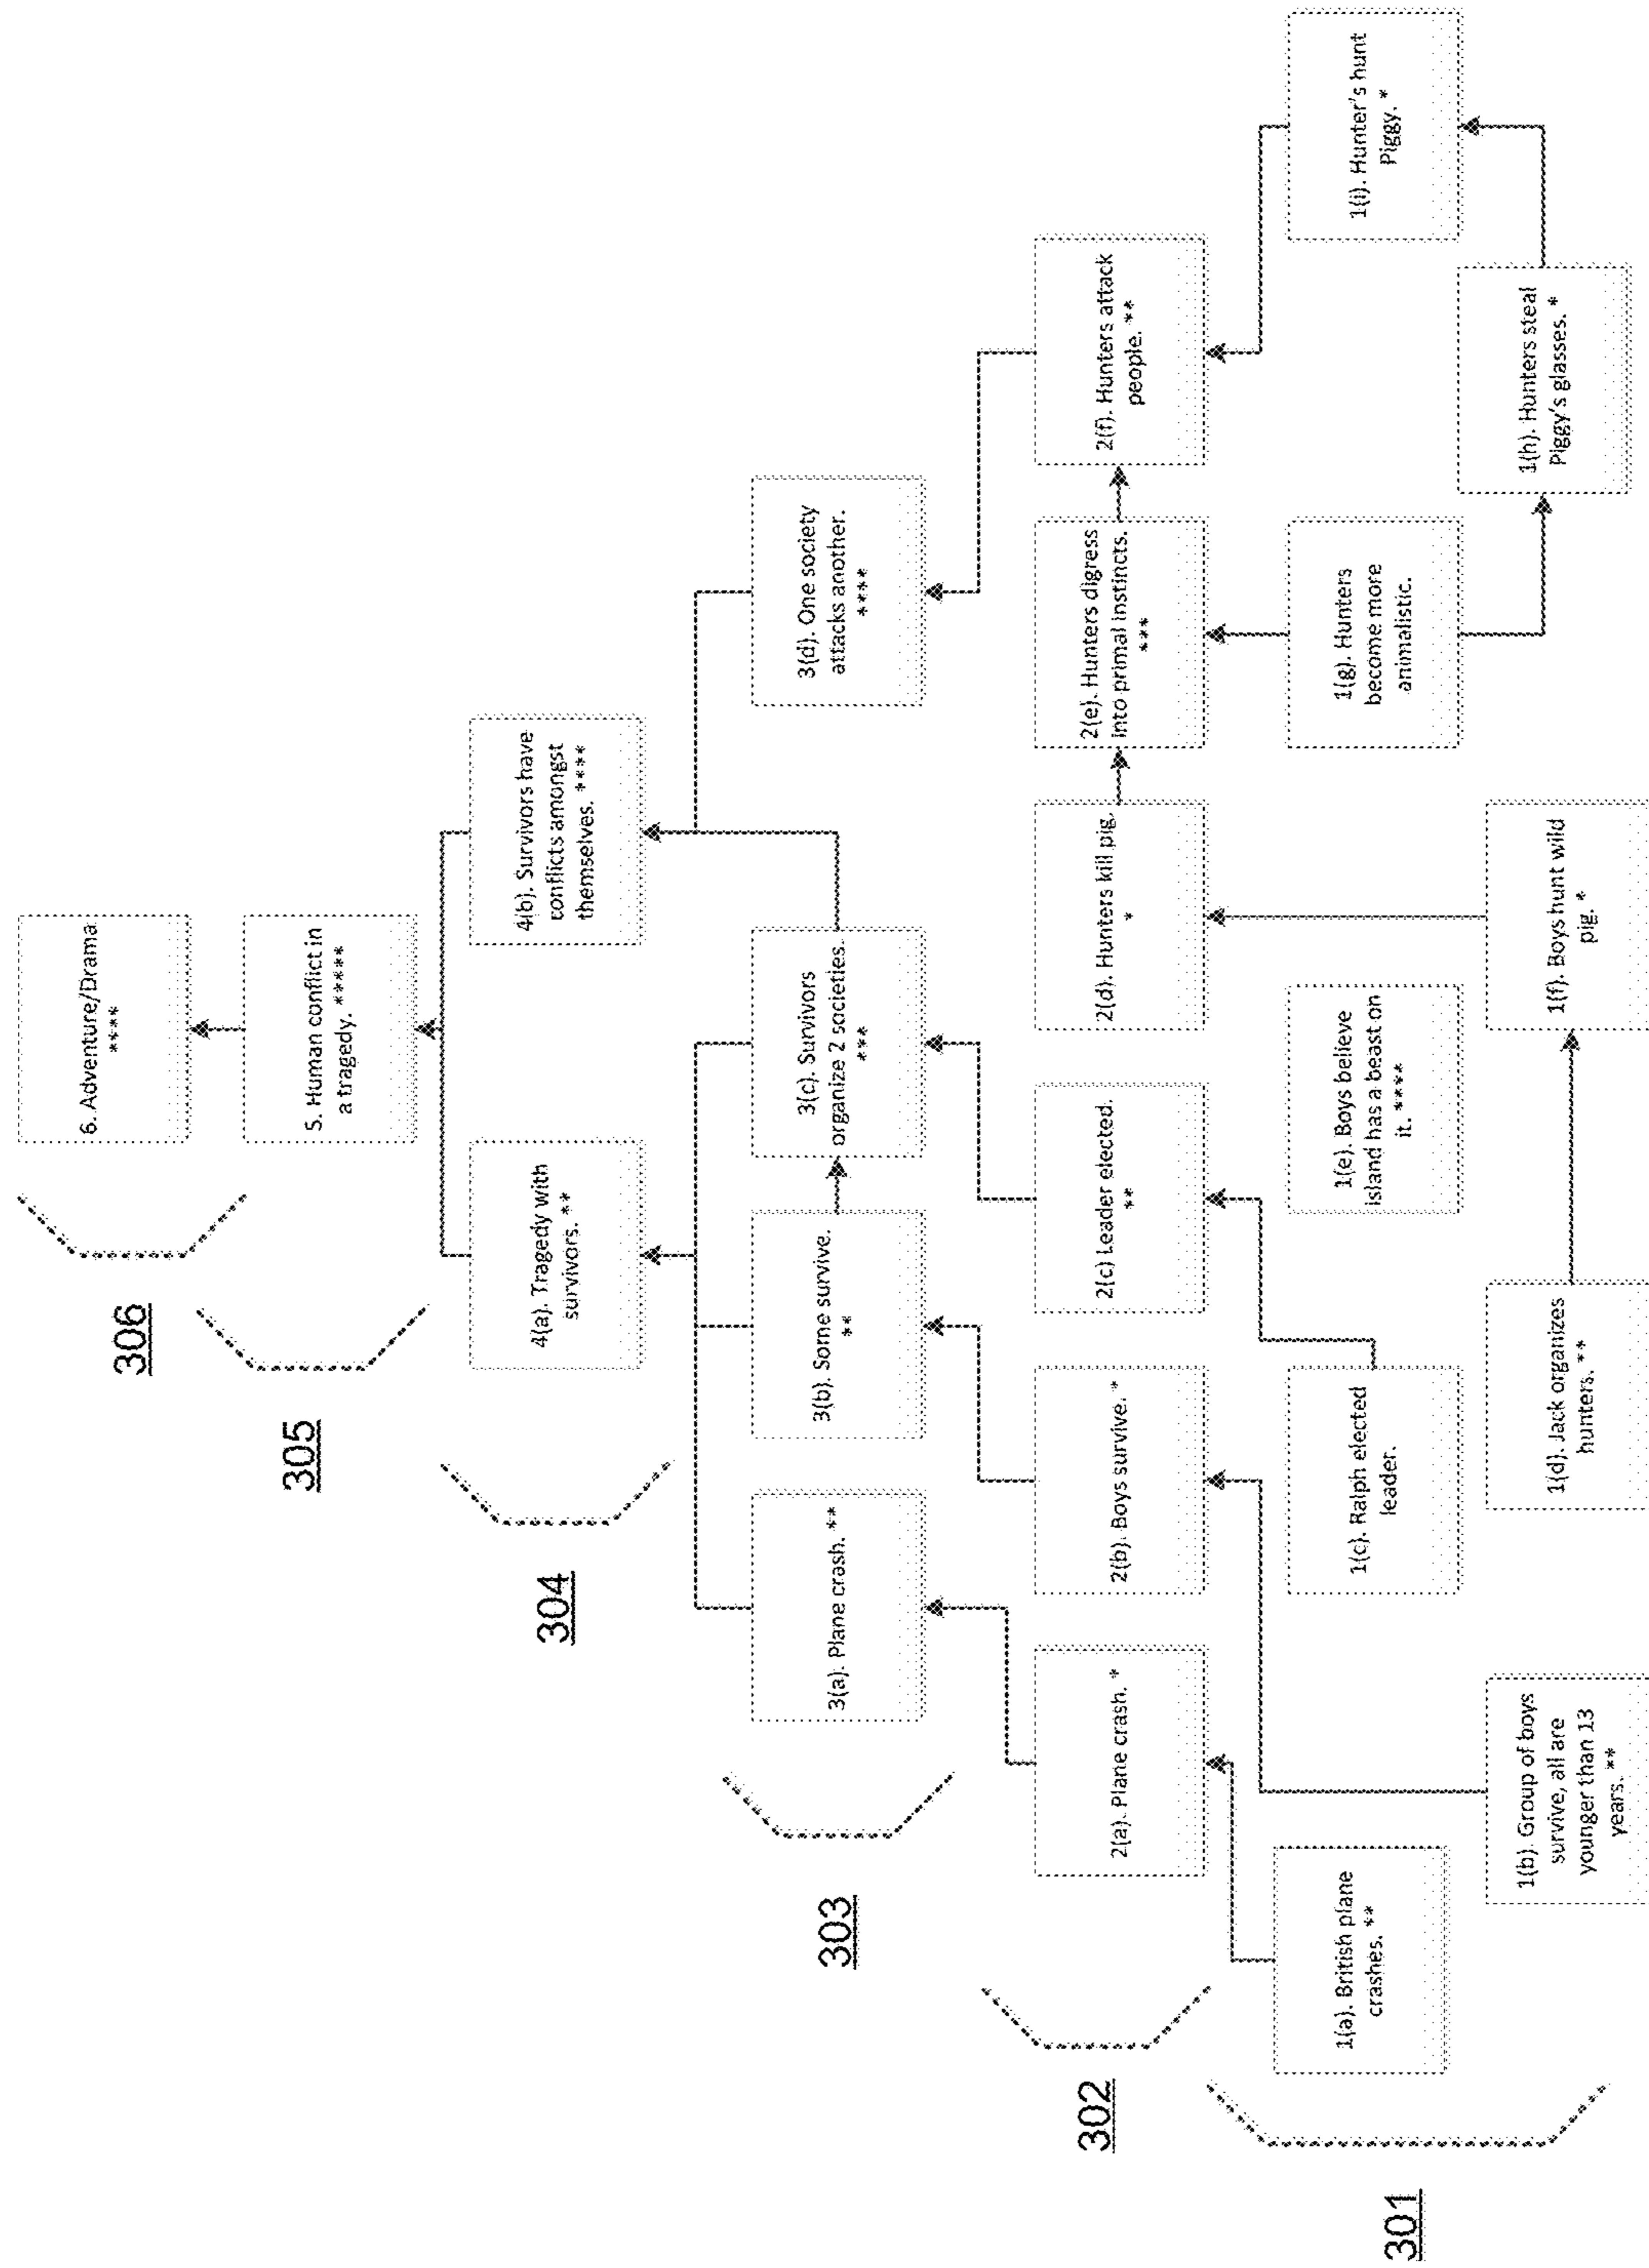 306
6. Adventure/Drama
****
305
5. Human conflict in
a tragedy. *****
304
4(a). Tragedy with
survivors. **
4(b). Survivors have
conflicts amongst
themselves. ****
303
3(a). Plane crash. **
3(b). Some survive.
**
3(c). Survivors
organize 2 societies.
***
3(d). One society
attacks another.
****
302
2(a). Plane crash. *
2(b). Boys survive. *
2(c) Leader elected.
**
2(d). Hunters kill pig.
*
2(e). Hunters digress
into primal instincts.
***
2(f). Hunters attack
people. **
301
1(a). British plane
crashes. **
1(b). Group of boys
survive, all are
younger than 13
years. **
1(c). Ralph elected
leader.
1(d). Jack organizes
hunters. **
1(e). Boys believe
island has a beast on
it. ****
1(f). Boys hunt wild
pig. *
1(g). Hunters
become more
animalistic.
1(h). Hunters steal
Piggy's glasses. *
1(i). Hunter's hunt
Piggy. *